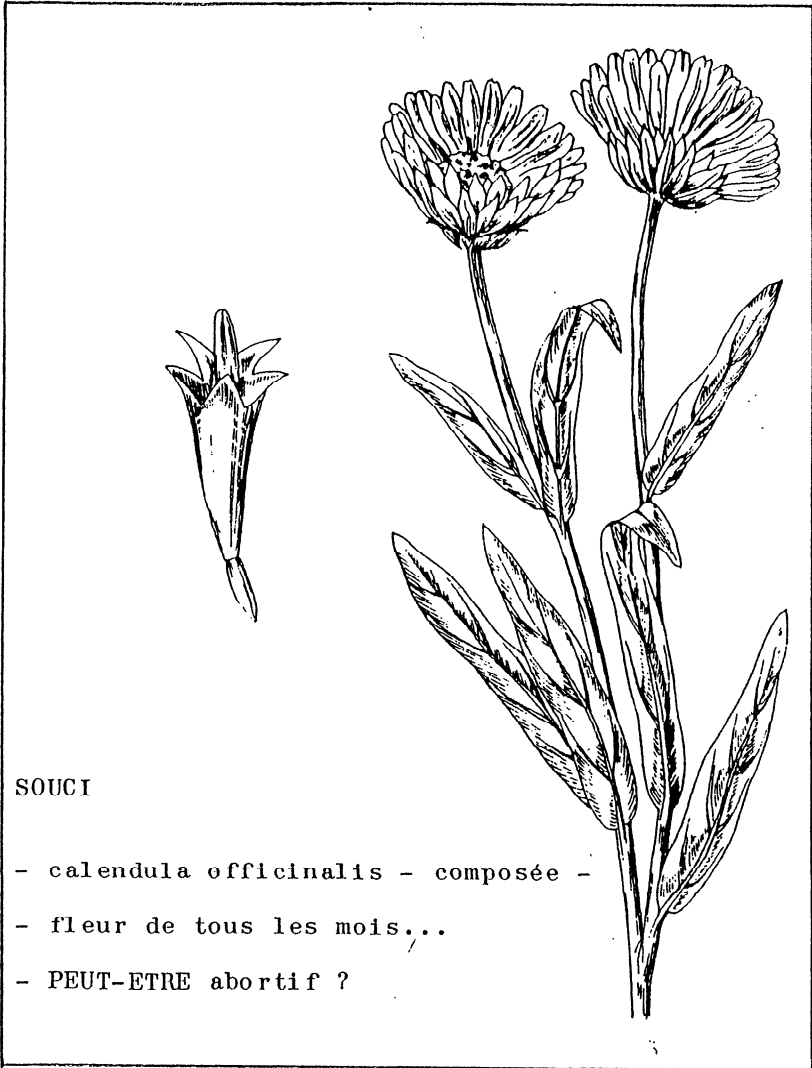 SOUCI
- calendula officinalis - composée -
- fleur de tous les mois...
- PEUT-ETRE abortif ?